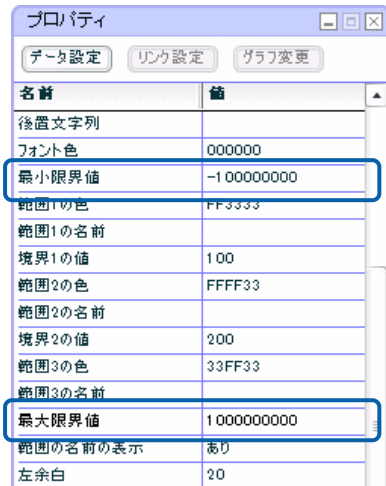 プロパティ
データ設定 リンク設定 グラフ変更
名前 値
後置文字列
フォント色 000000
最小限界値 -100000000
範囲1の色 FF3333
範囲1の名前
境界1の値 100
範囲2の色 FFFF33
範囲2の名前
境界2の値 200
範囲3の色 33FF33
範囲3の名前
最大限界値 1000000000
範囲の名前の表示 あり
左余白 20